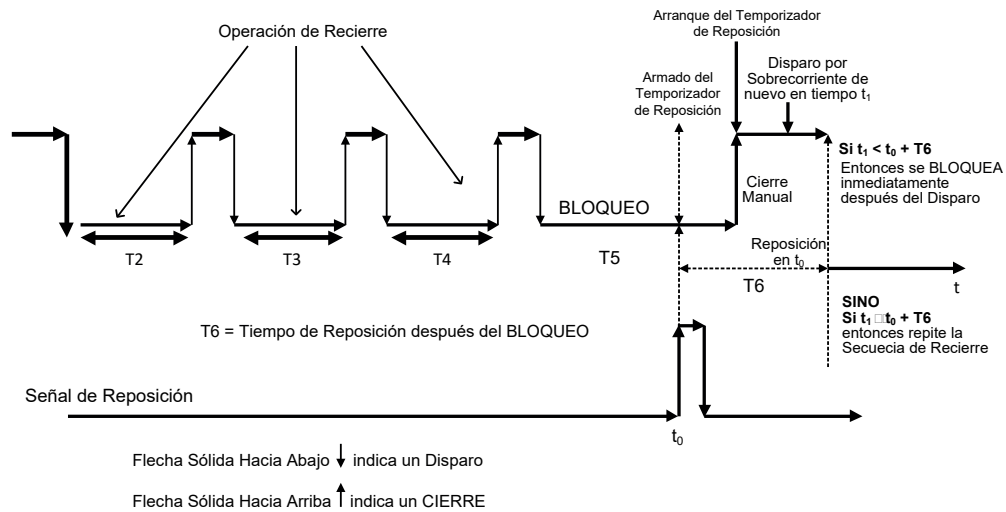 Operación de Recierre
Arranque del Temporizador
de Reposición
Armado del
Temporizador
de Reposición
Disparo por
Sobrecorriente de
nuevo en tiempo t₁
Si t₁ < t₀ + T6
Entonces se BLOQUEA
inmediatamente
después del Disparo
Cierre
Manual
BLOQUEO
T2
T3
T4
T5
Reposición
en t₀
T6
t
T6 = Tiempo de Reposición después del BLOQUEO
SINO
Si t₁ □t₀ + T6
entonces repite la
Secuecia de Recierre
Señal de Reposición
t₀
Flecha Sólida Hacia Abajo ↓ indica un Disparo
Flecha Sólida Hacia Arriba ↑ indica un CIERRE